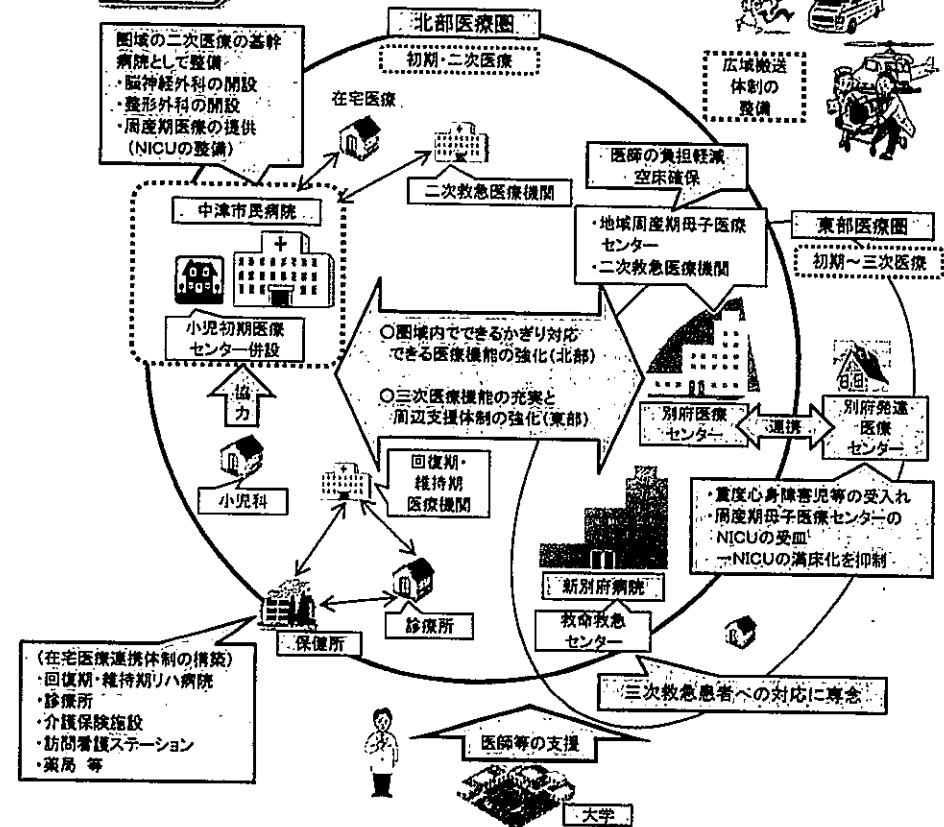 北部医療圏
初期・二次医療
圏域の二次医療の基幹
病院として整備
・脳神経外科の開設
・整形外科の開設
・周産期医療の提供
(NICUの整備)
広域搬送
体制の
整備
在宅医療
二次救急医療機関
医師の負担軽減
空床確保
中津市民病院
・地域周産期母子医療
センター
・二次救急医療機関
東部医療圏
初期～三次医療
小児初期医療
センター併設
○圏域内でできるかぎり対応
できる医療機能の強化(北部)
○三次医療機能の充実と
周辺支援体制の強化(東部)
協
力
小児科
別府医療
センター
連携
別府発達
医療
センター
回復期・
維持期
医療機関
・重度心身障害児等の受入れ
・周産期母子医療センターの
NICUの受皿
→NICUの満床化を抑制
新別府病院
救命救急
センター
診療所
保健所
三次救急患者への対応に専念
(在宅医療連携体制の構築)
・回復期・維持期リハ病院
・診療所
・介護保険施設
・訪問看護ステーション
・薬局 等
医師等の支援
大学